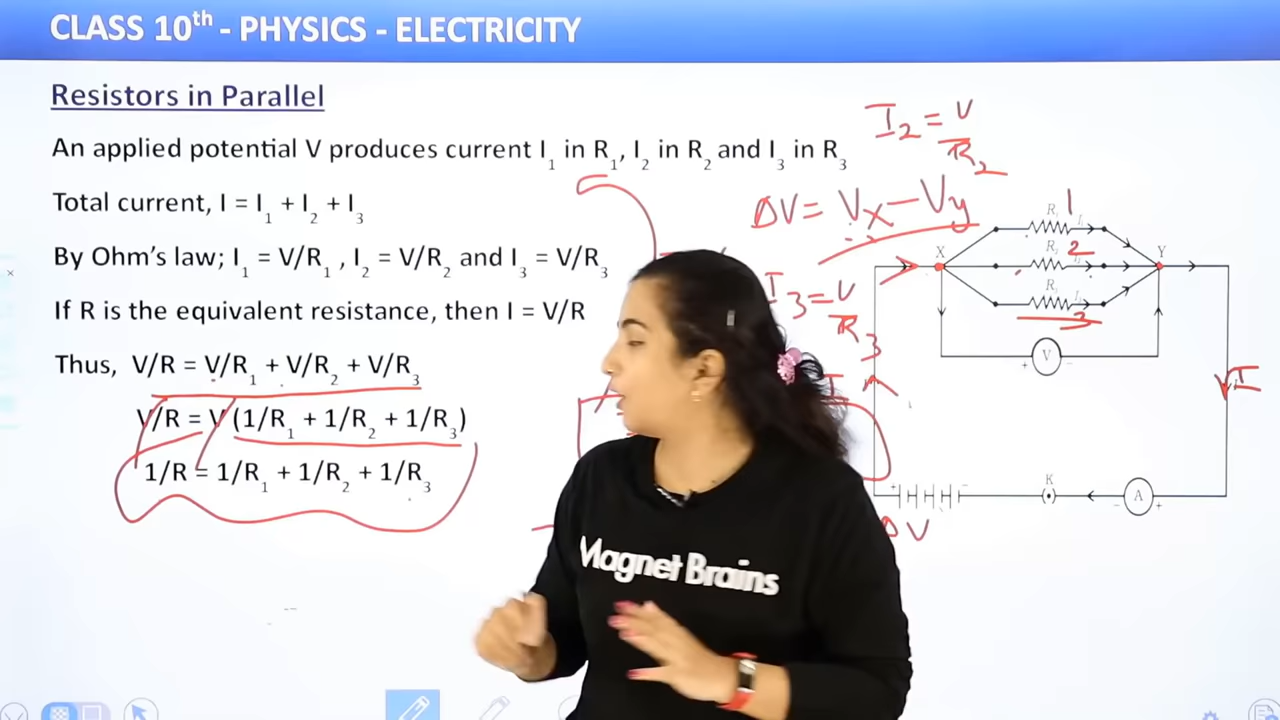 CLASS 10th - PHYSICS - ELECTRICITY
Resistors in Parallel
An applied potential V produces current I₁ in R₁, I₂ in R₂ and I₃ in R₃
Total current, I = I₁ + I₂ + I₃
By Ohm's law; I₁ = V/R₁ , I₂ = V/R₂ and I₃ = V/R₃
If R is the equivalent resistance, then I = V/R
Thus, V/R = V/R₁ + V/R₂ + V/R₃
V/R = V (1/R₁ + 1/R₂ + 1/R₃)
1/R = 1/R₁ + 1/R₂ + 1/R₃
I₂ = V/R₂
ΔV = Vx – Vy
I₃ = V/R₃
1
2
3
X
Y
+ V –
I
K
– A +
+ –
ΔV
Magnet Brains